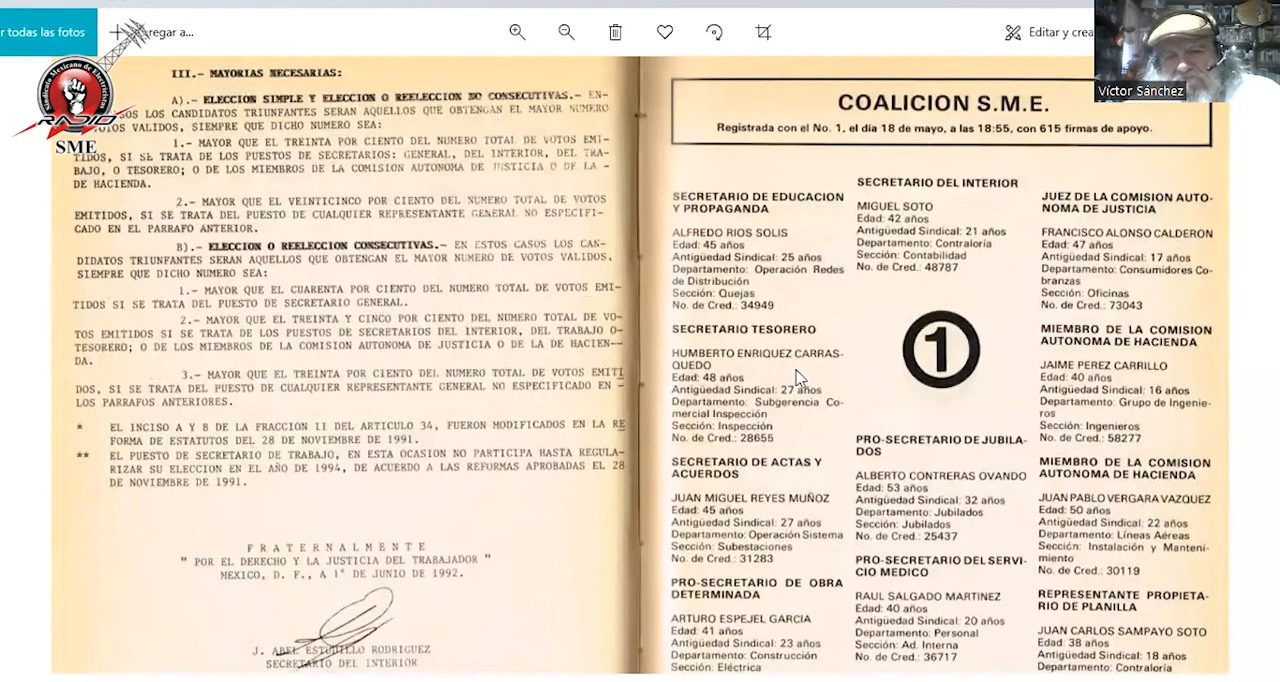 r todas las fotos
Editar y crea
Víctor Sánchez
Sindicato Mexicano de Electricistas
RADIO
SME
III.- MAYORIAS NECESARIAS:
A).- ELECCION SIMPLE Y ELECCION O REELECCION NO CONSECUTIVAS.- EN-
OS LOS CANDIDATOS TRIUNFANTES SERAN AQUELLOS QUE OBTENGAN EL MAYOR NUMERO
VALIDOS, SIEMPRE QUE DICHO NUMERO SEA:
1.- MAYOR QUE EL TREINTA POR CIENTO DEL NUMERO TOTAL DE VOTOS EMI-
TIDOS, SI SE TRATA DE LOS PUESTOS DE SECRETARIOS: GENERAL, DEL INTERIOR, DEL TRA-
BAJO, O TESORERO; O DE LOS MIEMBROS DE LA COMISION AUTONOMA DE JUSTICIA O DE LA -
DE HACIENDA.
2.- MAYOR QUE EL VEINTICINCO POR CIENTO DEL NUMERO TOTAL DE VOTOS
EMITIDOS, SI SE TRATA DEL PUESTO DE CUALQUIER REPRESENTANTE GENERAL NO ESPECIFI-
CADO EN EL PARRAFO ANTERIOR.
B).- ELECCION O REELECCION CONSECUTIVAS.- EN ESTOS CASOS LOS CAN-
DIDATOS TRIUNFANTES SERAN AQUELLOS QUE OBTENGAN EL MAYOR NUMERO DE VOTOS VALIDOS.
SIEMPRE QUE DICHO NUMERO SEA:
1.- MAYOR QUE EL CUARENTA POR CIENTO DEL NUMERO TOTAL DE VOTOS EMI-
TIDOS SI SE TRATA DEL PUESTO DE SECRETARIO GENERAL.
2.- MAYOR QUE EL TREINTA Y CINCO POR CIENTO DEL NUMERO TOTAL DE VO-
TOS EMITIDOS SI SE TRATA DE LOS PUESTOS DE SECRETARIOS DEL INTERIOR, DEL TRABAJO O-
TESORERO; O DE LOS MIEMBROS DE LA COMISION AUTONOMA DE JUSTICIA O DE LA DE HACIEN--
DA.
3.- MAYOR QUE EL TREINTA POR CIENTO DEL NUMERO TOTAL DE VOTOS EMITI
DOS, SI SE TRATA DEL PUESTO DE CUALQUIER REPRESENTANTE GENERAL NO ESPECIFICADO EN -
LOS PARRAFOS ANTERIORES.
* EL INCISO A Y B DE LA FRACCION II DEL ARTICULO 34, FUERON MODIFICADOS EN LA RE
FORMA DE ESTATUTOS DEL 28 DE NOVIEMBRE DE 1991.
** EL PUESTO DE SECRETARIO DE TRABAJO, EN ESTA OCASION NO PARTICIPA HASTA REGULA-
RIZAR SU ELECCION EN EL AÑO DE 1994, DE ACUERDO A LAS REFORMAS APROBADAS EL 28
DE NOVIEMBRE DE 1991.
F R A T E R N A L M E N T E
" POR EL DERECHO Y LA JUSTICIA DEL TRABAJADOR "
MEXICO, D. F., A 1° DE JUNIO DE 1992.
J. ABEL ESTUDILLO RODRIGUEZ
SECRETARIO DEL INTERIOR
COALICION S.M.E.
Registrada con el No. 1, el día 18 de mayo, a las 18:55, con 615 firmas de apoyo.
SECRETARIO DE EDUCACION
Y PROPAGANDA
ALFREDO RIOS SOLIS
Edad: 45 años
Antigüedad Sindical: 25 años
Departamento: Operación Redes
de Distribución
Sección: Quejas
No. de Cred.: 34949
SECRETARIO TESORERO
HUMBERTO ENRIQUEZ CARRAS-
QUEDO
Edad: 48 años
Antigüedad Sindical: 27 años
Departamento: Subgerencia Co-
mercial Inspección
Sección: Inspección
No. de Cred.: 28655
SECRETARIO DE ACTAS Y
ACUERDOS
JUAN MIGUEL REYES MUÑOZ
Edad: 45 años
Antigüedad Sindical: 27 años
Departamento: Operación Sistema
Sección: Subestaciones
No. de Cred.: 31283
PRO-SECRETARIO DE OBRA
DETERMINADA
ARTURO ESPEJEL GARCIA
Edad: 41 años
Antigüedad Sindical: 23 años
Departamento: Construcción
Sección: Eléctrica
SECRETARIO DEL INTERIOR
MIGUEL SOTO
Edad: 42 años
Antigüedad Sindical: 21 años
Departamento: Contraloría
Sección: Contabilidad
No. de Cred.: 48787
1
PRO-SECRETARIO DE JUBILA-
DOS
ALBERTO CONTRERAS OVANDO
Edad: 53 años
Antigüedad Sindical: 32 años
Departamento: Jubilados
Sección: Jubilados
No. de Cred.: 25437
PRO-SECRETARIO DEL SERVI-
CIO MEDICO
RAUL SALGADO MARTINEZ
Edad: 40 años
Antigüedad Sindical: 20 años
Departamento: Personal
Sección: Ad. Interna
No. de Cred.: 36717
JUEZ DE LA COMISION AUTO-
NOMA DE JUSTICIA
FRANCISCO ALONSO CALDERON
Edad: 47 años
Antigüedad Sindical: 17 años
Departamento: Consumidores Co-
branzas
Sección: Oficinas
No. de Cred.: 73043
MIEMBRO DE LA COMISION
AUTONOMA DE HACIENDA
JAIME PEREZ CARRILLO
Edad: 40 años
Antigüedad Sindical: 16 años
Departamento: Grupo de Ingenie-
ros
Sección: Ingenieros
No. de Cred.: 58277
MIEMBRO DE LA COMISION
AUTONOMA DE HACIENDA
JUAN PABLO VERGARA VAZQUEZ
Edad: 50 años
Antigüedad Sindical: 22 años
Departamento: Líneas Aéreas
Sección: Instalación y Manteni-
miento
No. de Cred.: 30119
REPRESENTANTE PROPIETA-
RIO DE PLANILLA
JUAN CARLOS SAMPAYO SOTO
Edad: 38 años
Antigüedad Sindical: 18 años
Departamento: Contraloría